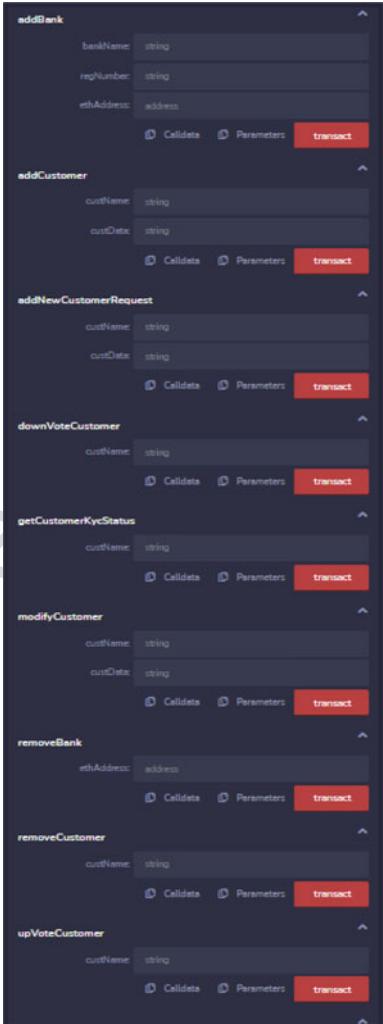 addBank
bankName: string
regNumber: string
ethAddress: address
Calldata Parameters transact
addCustomer
custName: string
custData: string
Calldata Parameters transact
addNewCustomerRequest
custName: string
custData: string
Calldata Parameters transact
downVoteCustomer
custName: string
Calldata Parameters transact
getCustomerKycStatus
custName: string
Calldata Parameters transact
modifyCustomer
custName: string
custData: string
Calldata Parameters transact
removeBank
ethAddress: address
Calldata Parameters transact
removeCustomer
custName: string
Calldata Parameters transact
upVoteCustomer
custName: string
Calldata Parameters transact